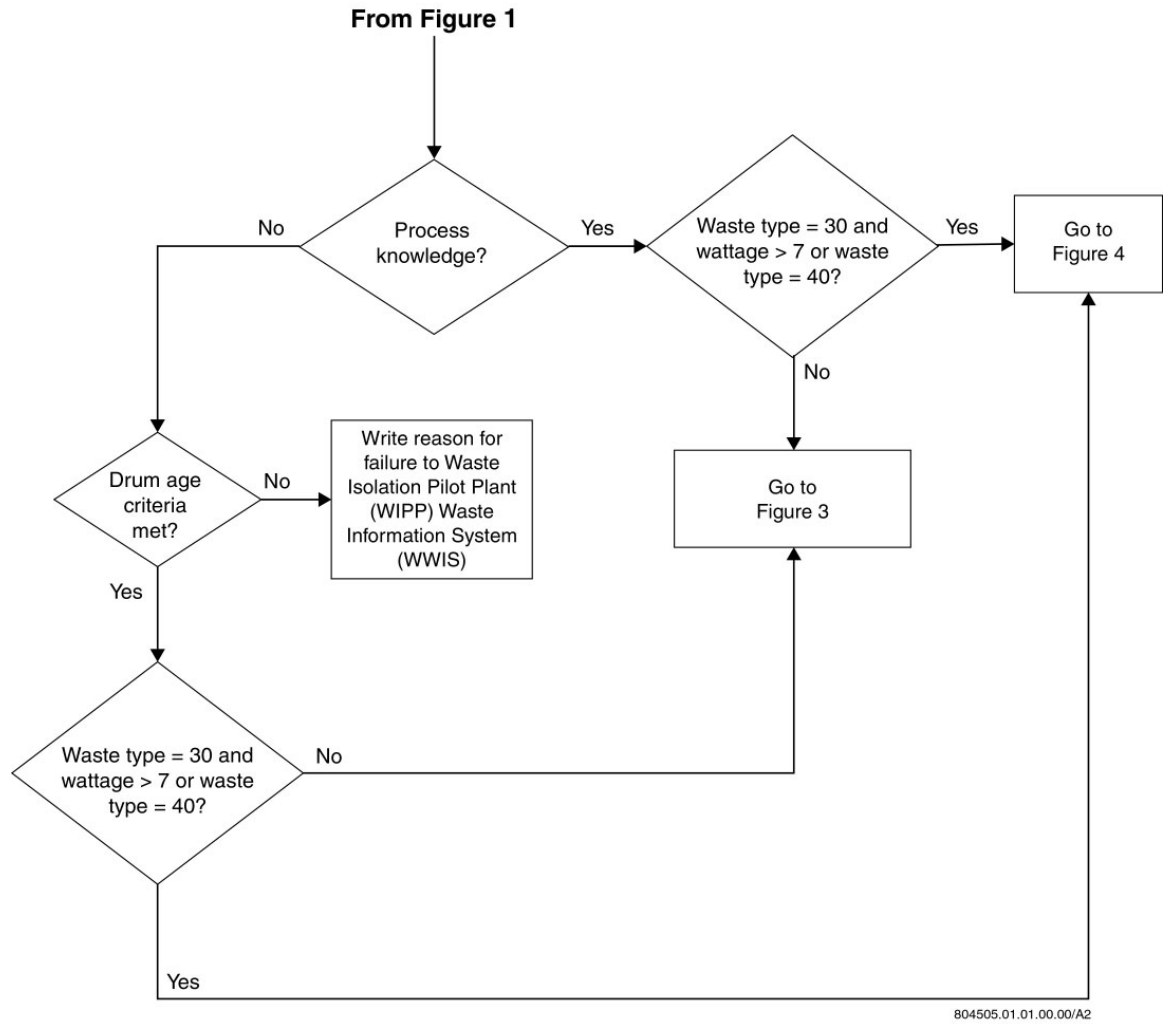 From Figure 1
No
Process
knowledge?
Yes
Waste type = 30 and
wattage > 7 or waste
type = 40?
Yes
Go to
Figure 4
No
Drum age
criteria
met?
No
Write reason for
failure to Waste
Isolation Pilot Plant
(WIPP) Waste
Information System
(WWIS)
Go to
Figure 3
Yes
Waste type = 30 and
wattage > 7 or waste
type = 40?
No
Yes
804505.01.01.00.00/A2